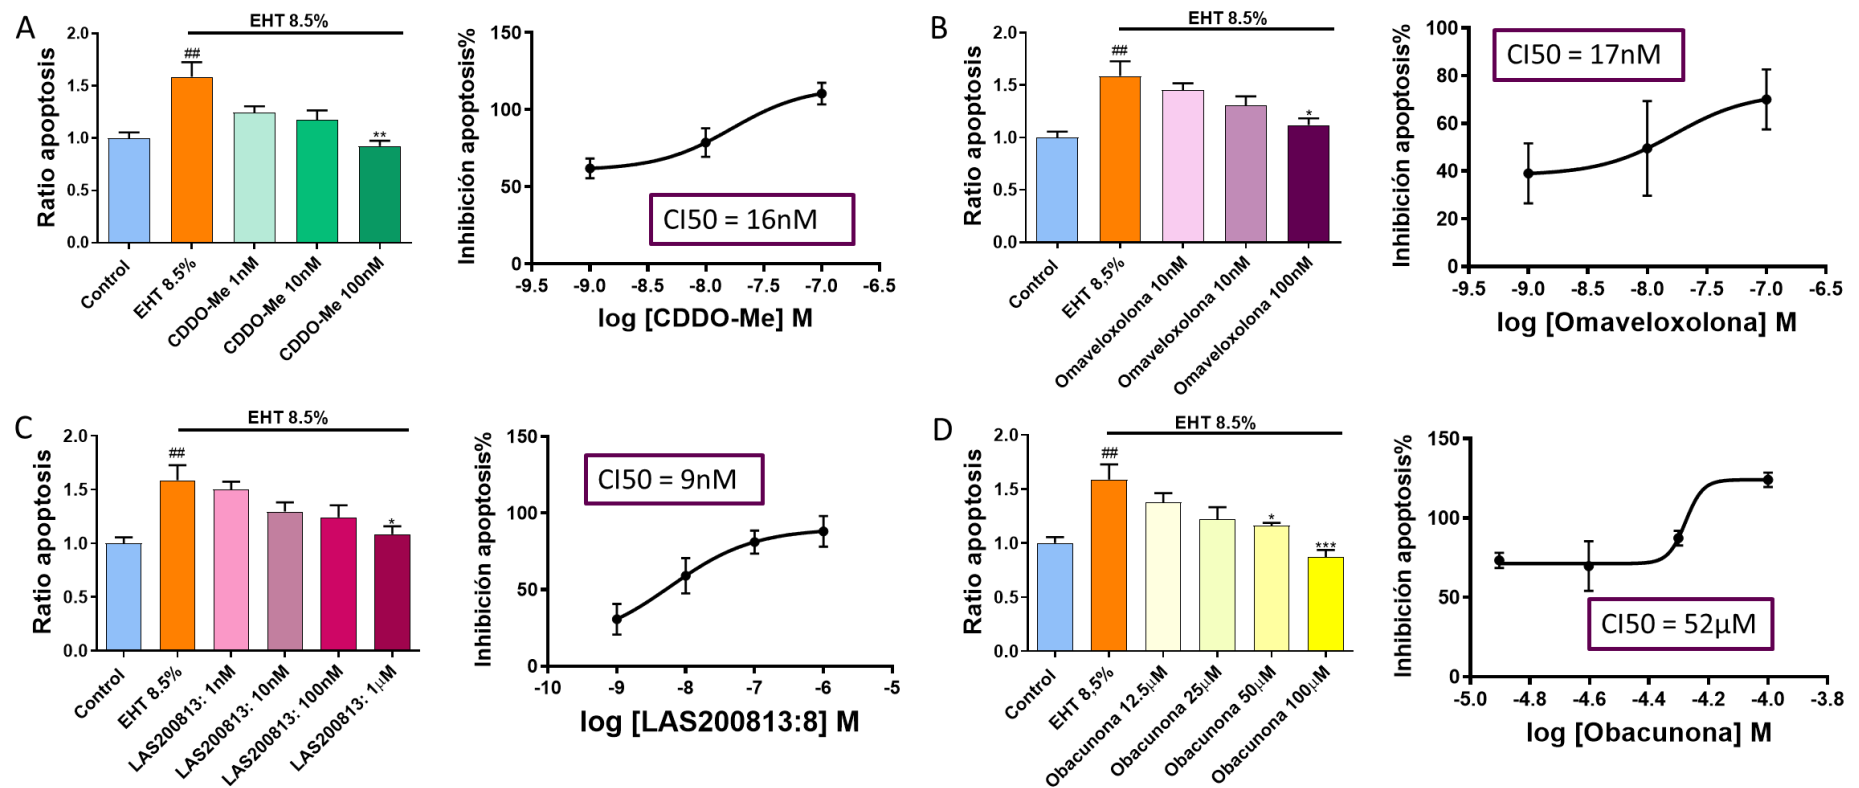 A
EHT 8.5%
Ratio apoptosis
2.0
1.5
1.0
0.5
0.0
##
**
Control
EHT 8.5%
CDDO-Me 1nM
CDDO-Me 10nM
CDDO-Me 100nM
Inhibición apoptosis%
150
100
50
0
CI50 = 16nM
-9.5 -9.0 -8.5 -8.0 -7.5 -7.0 -6.5
log [CDDO-Me] M
B
EHT 8.5%
Ratio apoptosis
2.0
1.5
1.0
0.5
0.0
##
*
Control
EHT 8,5%
Omaveloxolona 10nM
Omaveloxolona 10nM
Omaveloxolona 100nM
Inhibición apoptosis%
100
80
60
40
20
0
CI50 = 17nM
-9.5 -9.0 -8.5 -8.0 -7.5 -7.0 -6.5
log [Omaveloxolona] M
C
EHT 8.5%
Ratio apoptosis
2.0
1.5
1.0
0.5
0.0
##
*
Control
EHT 8.5%
LAS200813: 1nM
LAS200813: 10nM
LAS200813: 100nM
LAS200813: 1µM
Inhibición apoptosis%
150
100
50
0
CI50 = 9nM
-10 -9 -8 -7 -6 -5
log [LAS200813:8] M
D
EHT 8.5%
Ratio apoptosis
2.0
1.5
1.0
0.5
0.0
##
*
***
Control
EHT 8,5%
Obacunona 12.5µM
Obacunona 25µM
Obacunona 50µM
Obacunona 100µM
Inhibición apoptosis%
150
100
50
0
CI50 = 52µM
-5.0 -4.8 -4.6 -4.4 -4.2 -4.0 -3.8
log [Obacunona] M